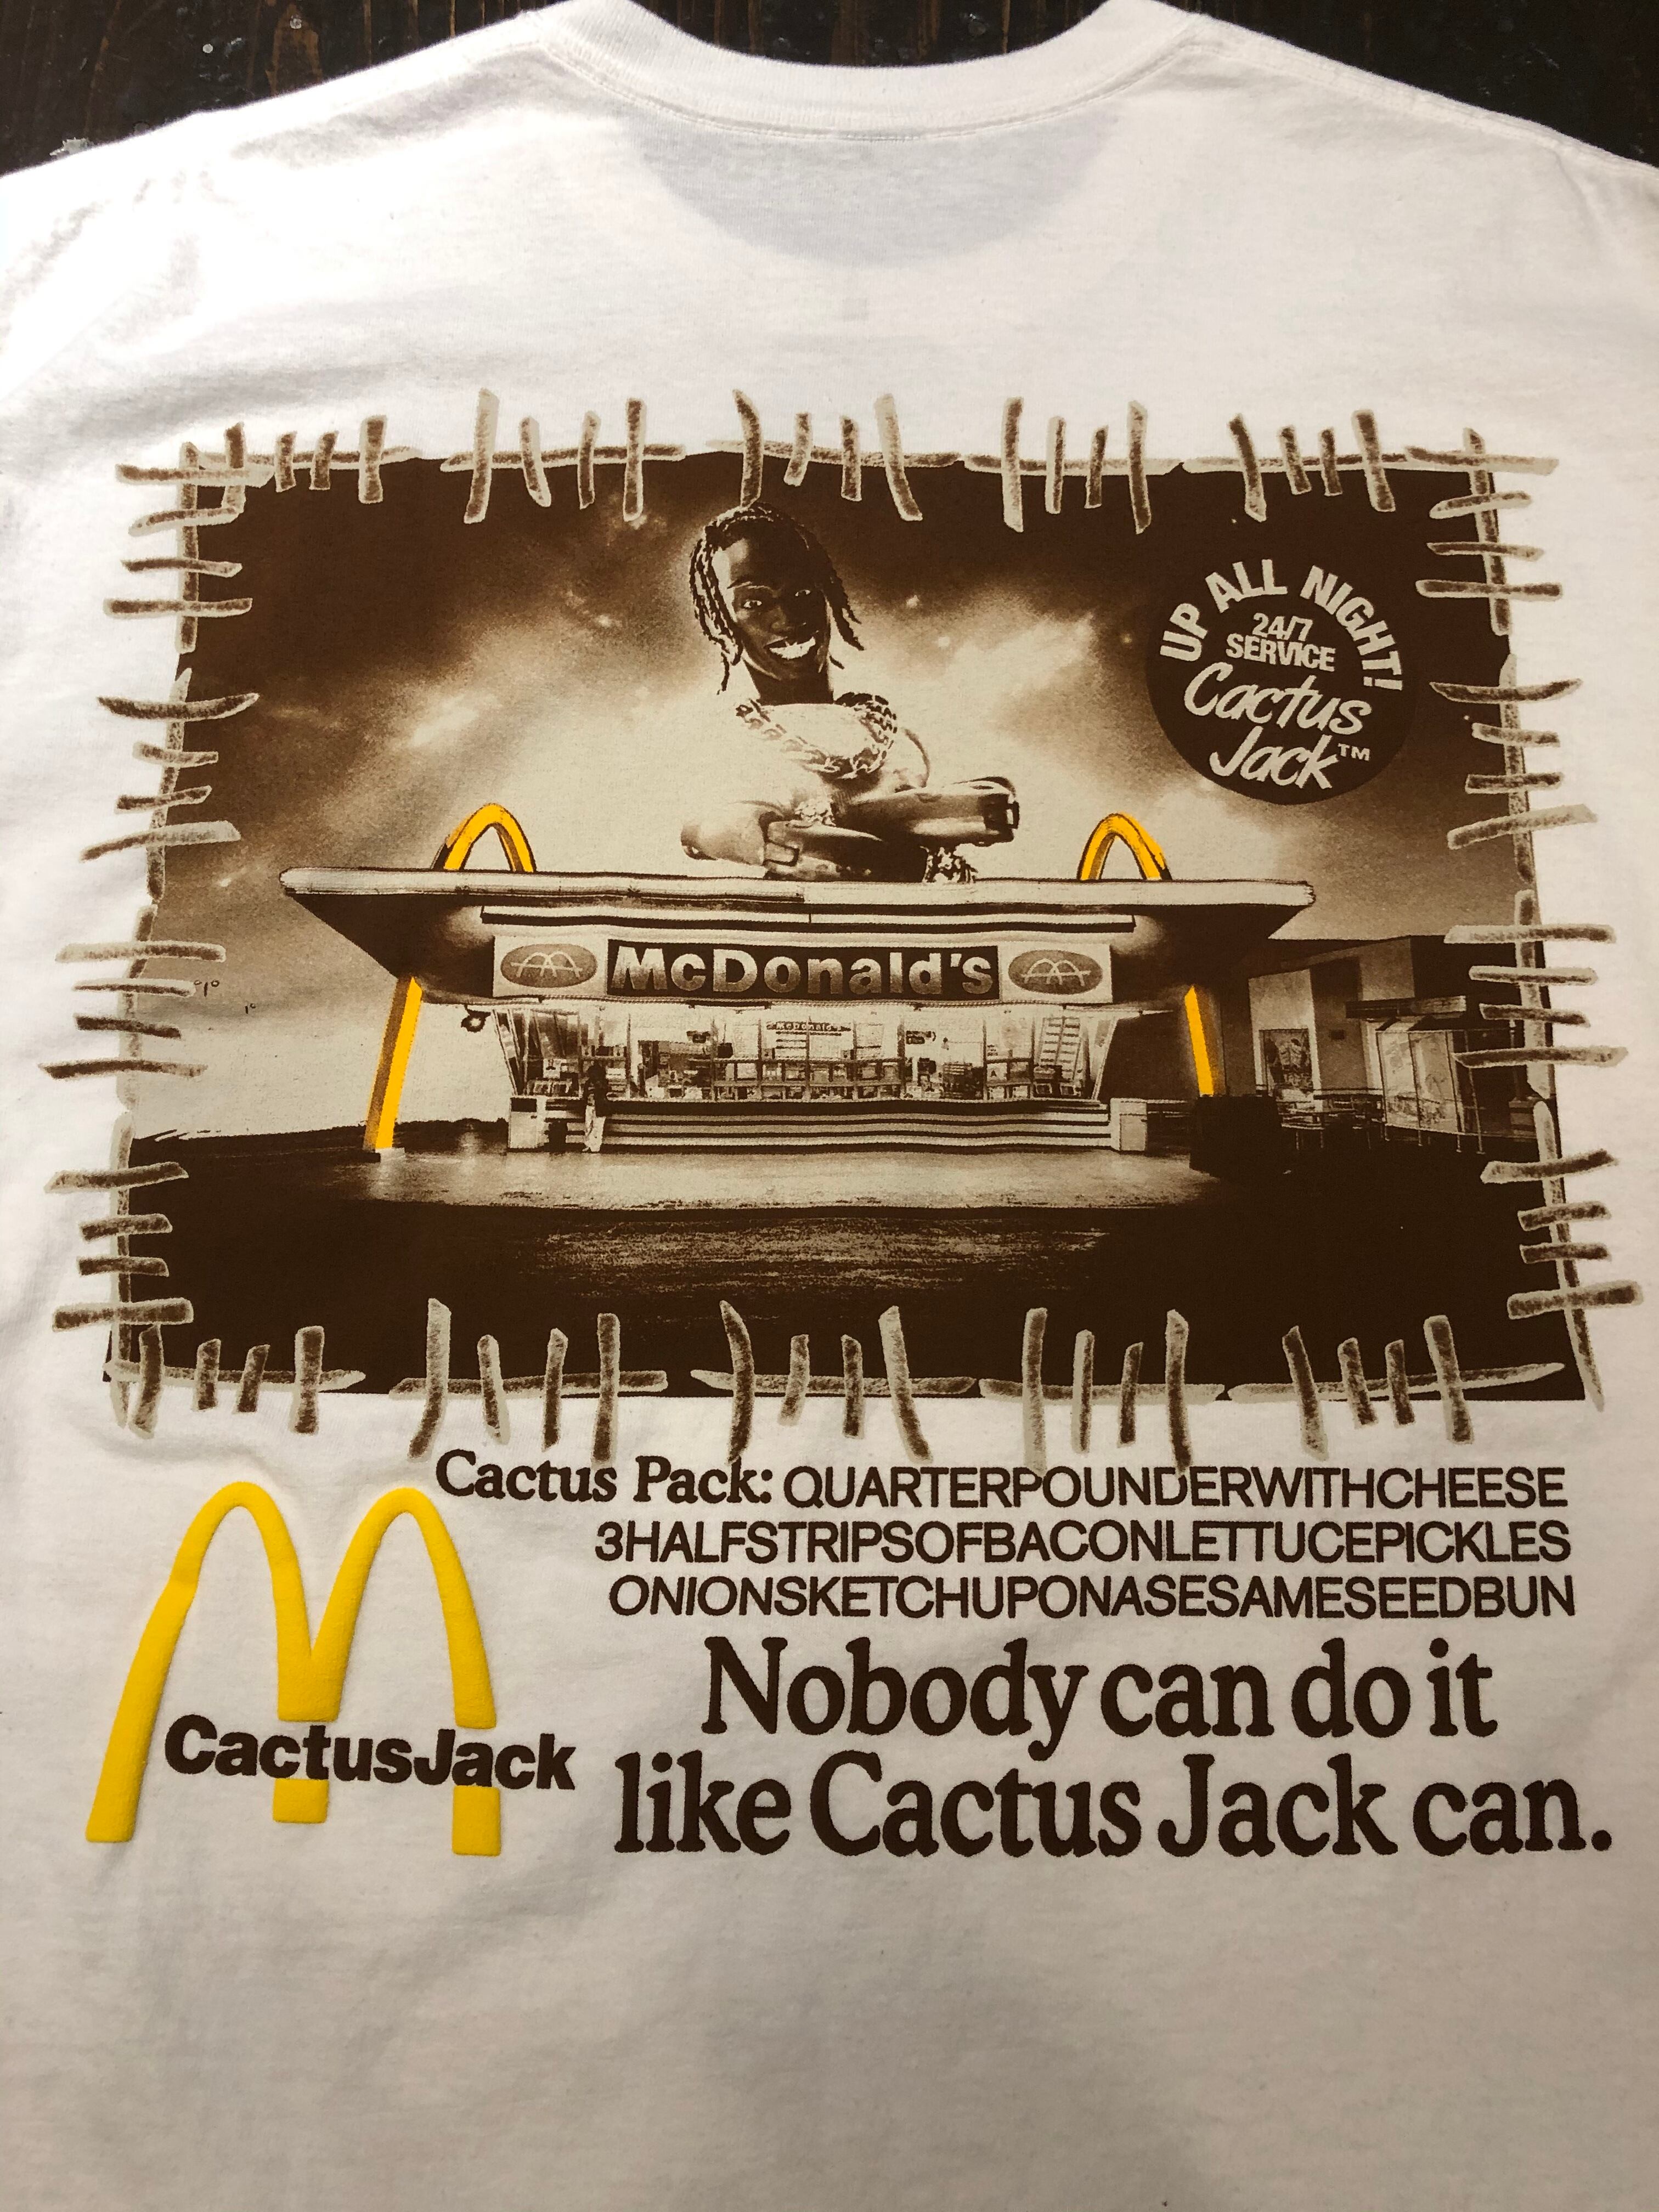 UP ALL NIGHT!
24/7
SERVICE
Cactus
Jack™
McDonald's
McDonald's
Cactus Pack: QUARTERPOUNDERWITHCHEESE
3HALFSTRIPSOFBACONLETTUCEPICKLES
ONIONSKETCHUPONASESAMESEEDBUN
CactusJack
Nobody can do it
like Cactus Jack can.